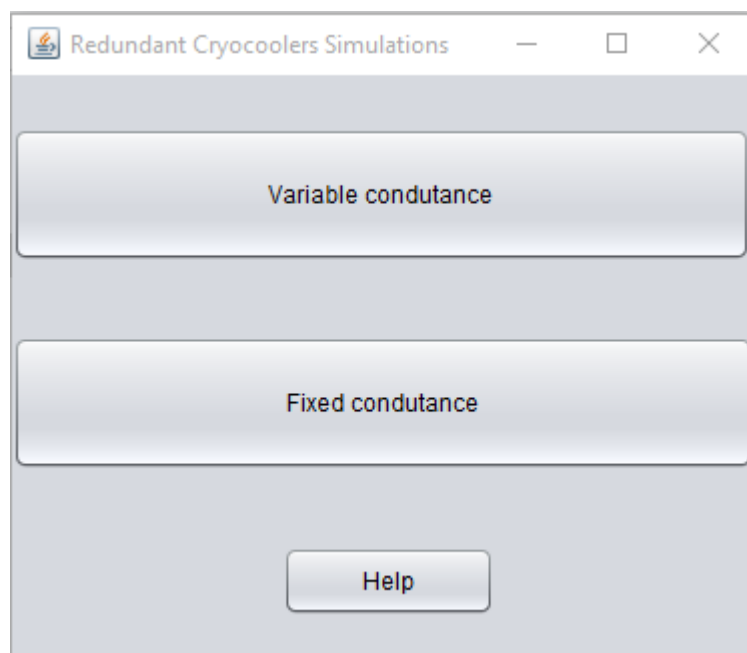 Redundant Cryocoolers Simulations
Variable condutance
Fixed condutance
Help